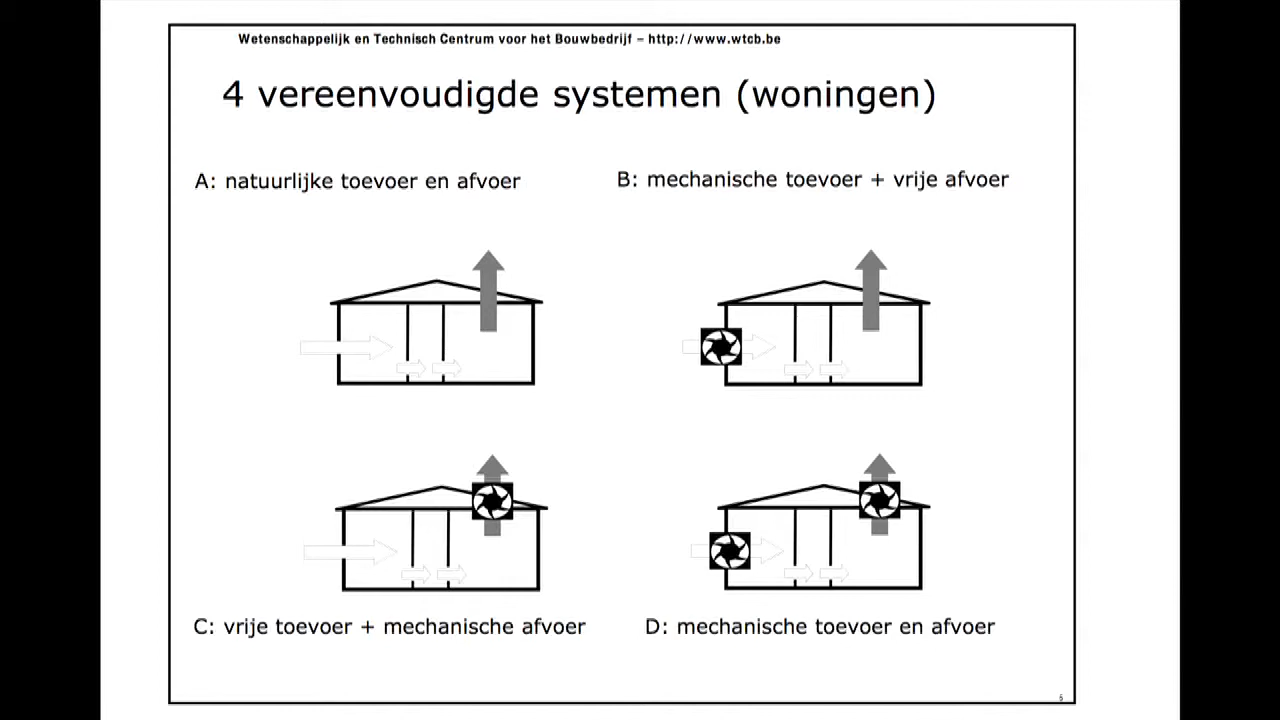 Wetenschappelijk en Technisch Centrum voor het Bouwbedrijf – http://www.wtcb.be
4 vereenvoudigde systemen (woningen)
A: natuurlijke toevoer en afvoer
B: mechanische toevoer + vrije afvoer
C: vrije toevoer + mechanische afvoer
D: mechanische toevoer en afvoer
5